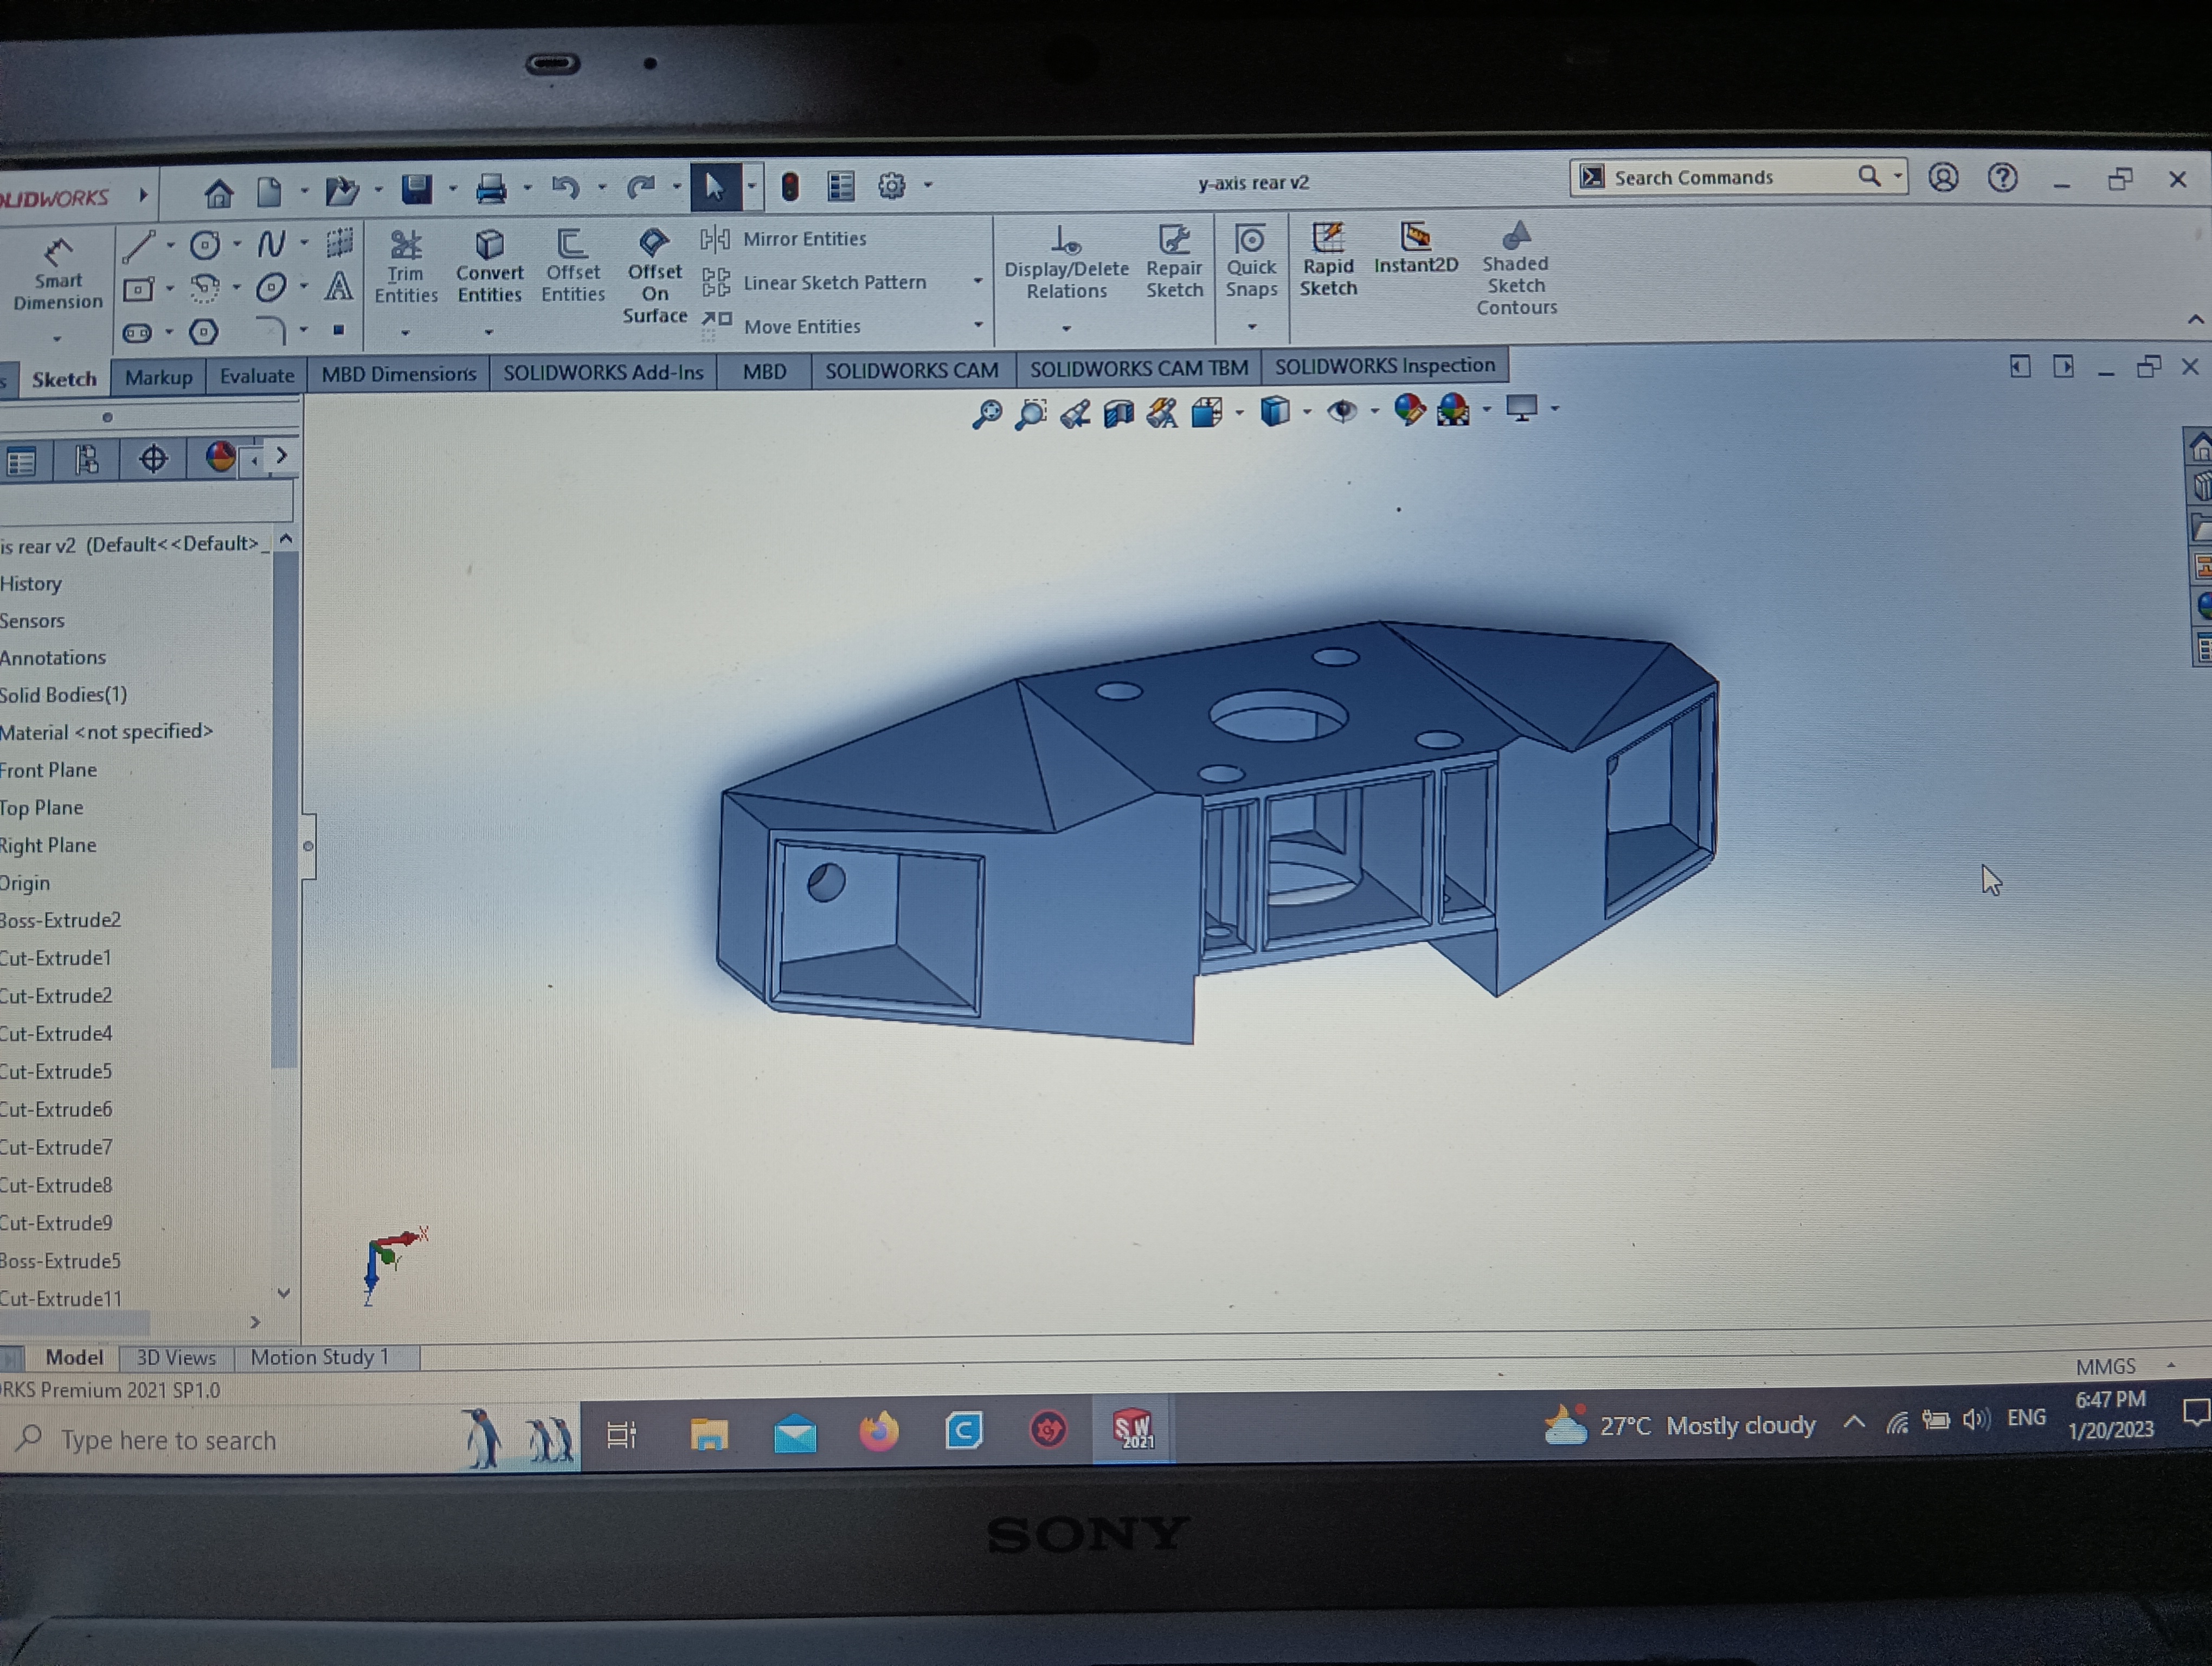 OLIDWORKS
y-axis rear v2
Search Commands
Smart Dimension
Trim Entities
Convert Entities
Offset Entities
Offset On Surface
Mirror Entities
Linear Sketch Pattern
Move Entities
Display/Delete Relations
Repair Sketch
Quick Snaps
Rapid Sketch
Instant2D
Shaded Sketch Contours
s
Sketch
Markup
Evaluate
MBD Dimensions
SOLIDWORKS Add-Ins
MBD
SOLIDWORKS CAM
SOLIDWORKS CAM TBM
SOLIDWORKS Inspection
is rear v2 (Default<<Default>_
History
Sensors
Annotations
Solid Bodies(1)
Material <not specified>
Front Plane
Top Plane
Right Plane
Origin
Boss-Extrude2
Cut-Extrude1
Cut-Extrude2
Cut-Extrude4
Cut-Extrude5
Cut-Extrude6
Cut-Extrude7
Cut-Extrude8
Cut-Extrude9
Boss-Extrude5
Cut-Extrude11
X
Y
Z
Model
3D Views
Motion Study 1
RKS Premium 2021 SP1.0
MMGS
Type here to search
C
SW
2021
27°C Mostly cloudy
ENG
6:47 PM
1/20/2023
SONY